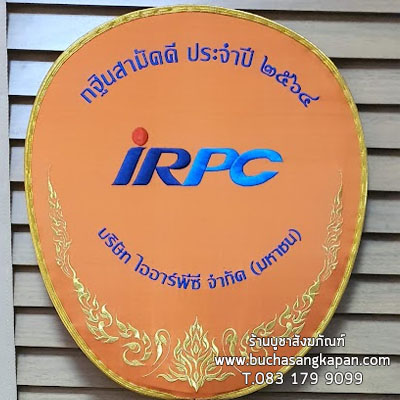 กฐินสามัคคี ประจำปี ๒๕๖๔
iRPC
บริษัท ไออาร์พีซี จำกัด (มหาชน)
ร้านบูชาสังฆภัณฑ์
www.buchasangkapan.com
T.083 179 9099